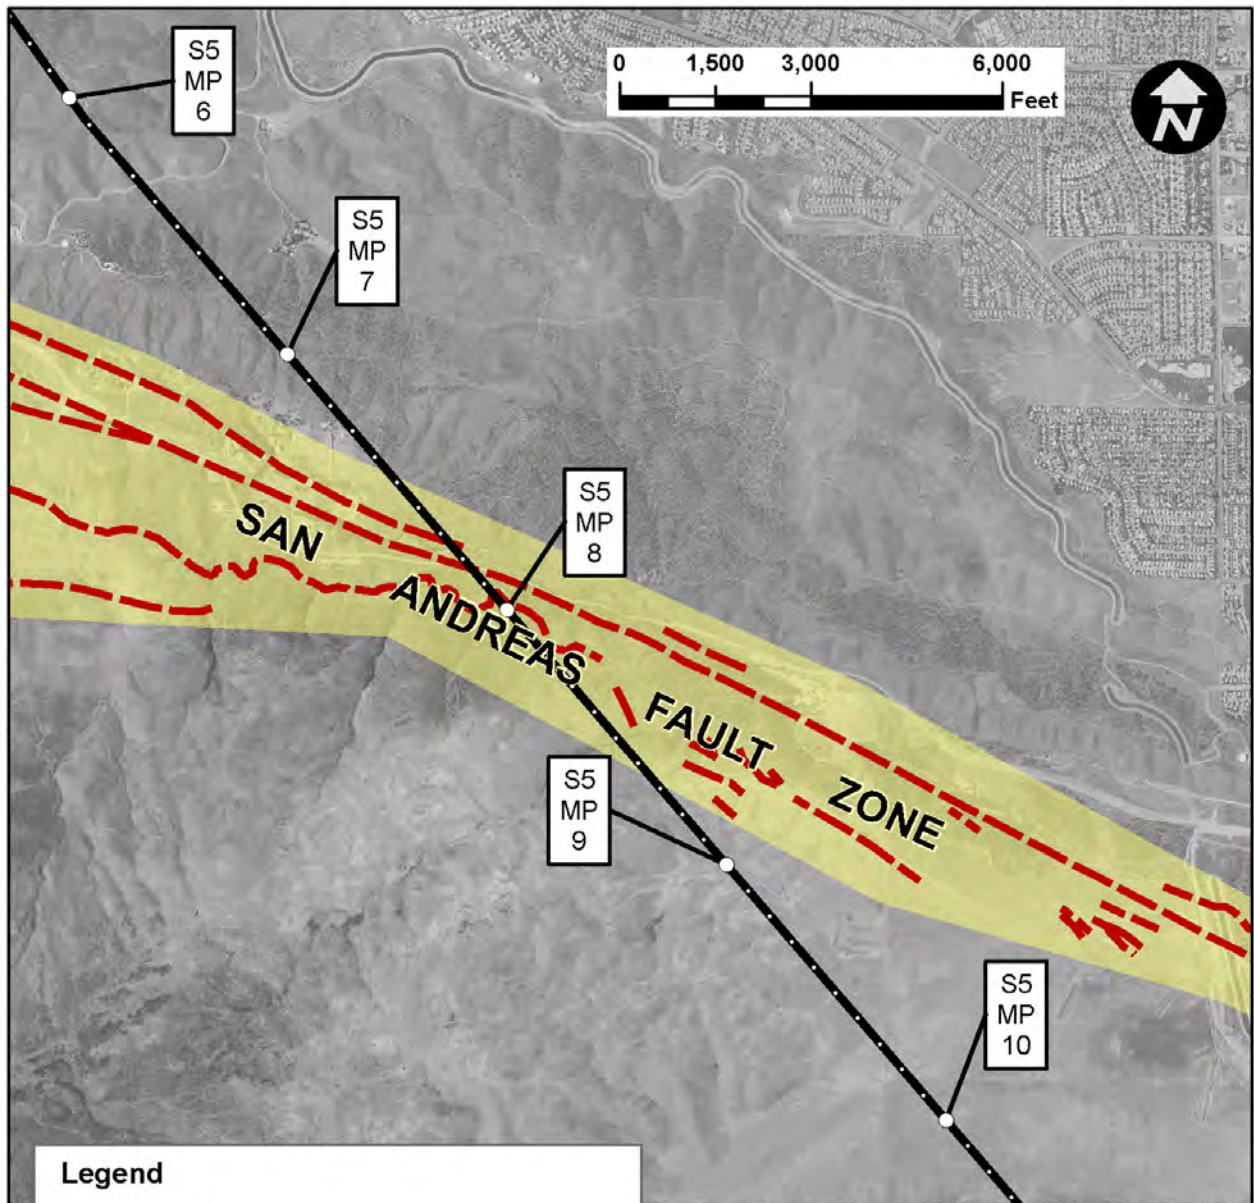 0 1,500 3,000 6,000
Feet
N
S5
MP
6
S5
MP
7
S5
MP
8
SAN ANDREAS FAULT ZONE
S5
MP
9
S5
MP
10
Legend